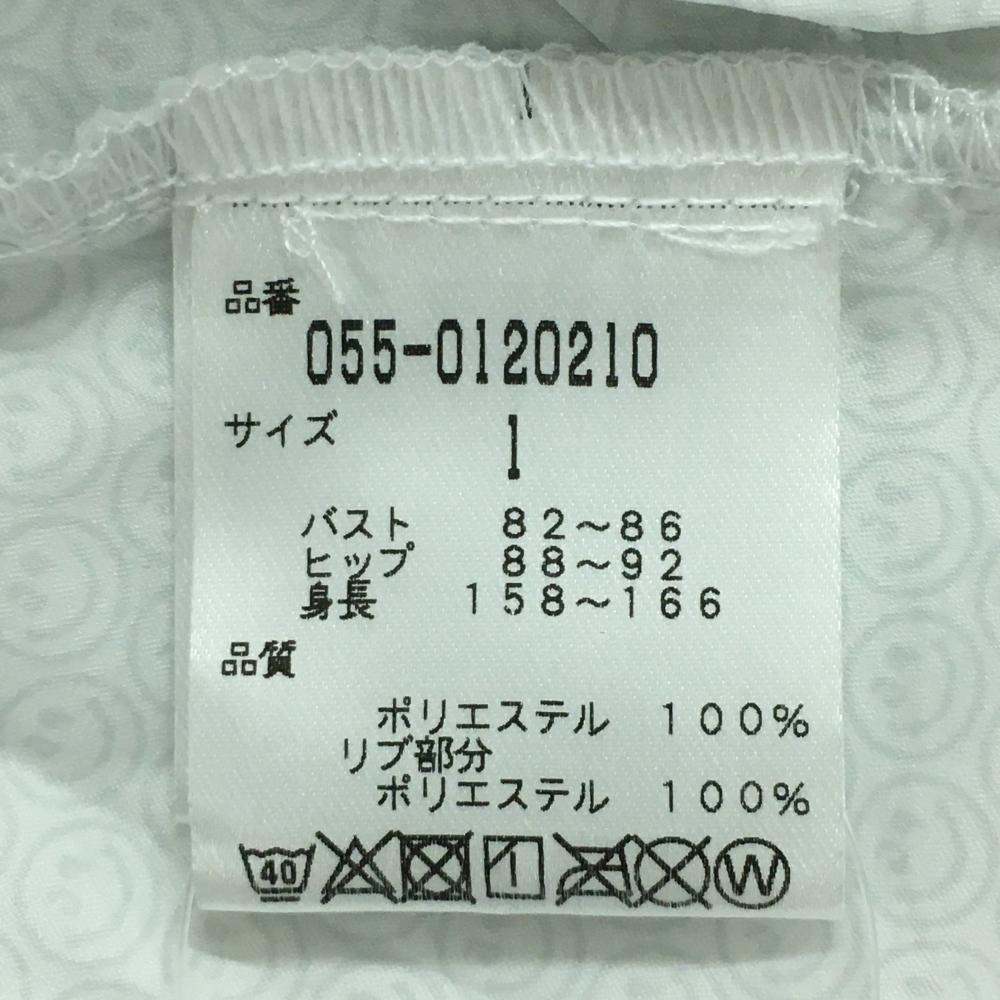 品番
055-0120210
サイズ 1
バスト 82〜86
ヒップ 88〜92
身長 158〜166
品質
ポリエステル 100%
リブ部分
ポリエステル 100%
40 W